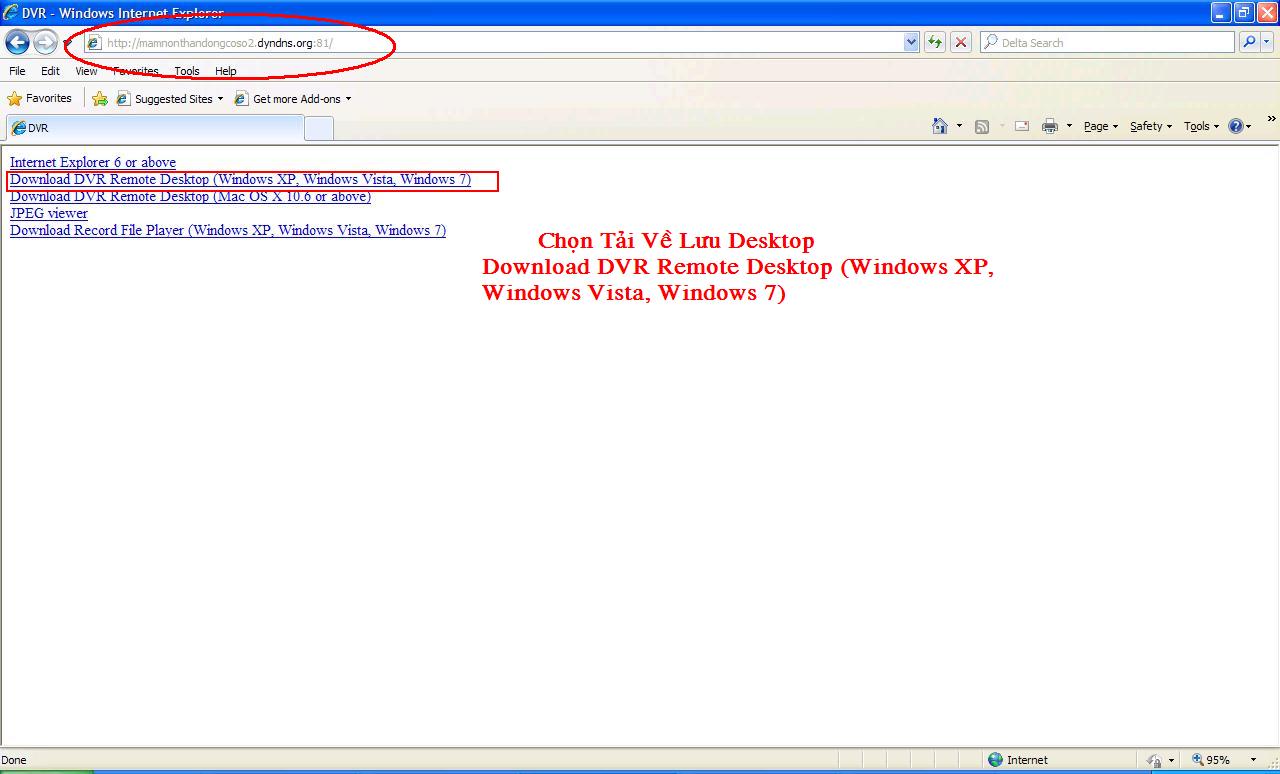 DVR - Windows Internet Explorer
http://mamnonthandongcoso2.dyndns.org:81/
Delta Search
File Edit View Favorites Tools Help
Favorites Suggested Sites Get more Add-ons
DVR
Page Safety Tools
Internet Explorer 6 or above
Download DVR Remote Desktop (Windows XP, Windows Vista, Windows 7)
Download DVR Remote Desktop (Mac OS X 10.6 or above)
JPEG viewer
Download Record File Player (Windows XP, Windows Vista, Windows 7)
Chọn Tải Về Lưu Desktop
Download DVR Remote Desktop (Windows XP,
Windows Vista, Windows 7)
Done Internet 95%